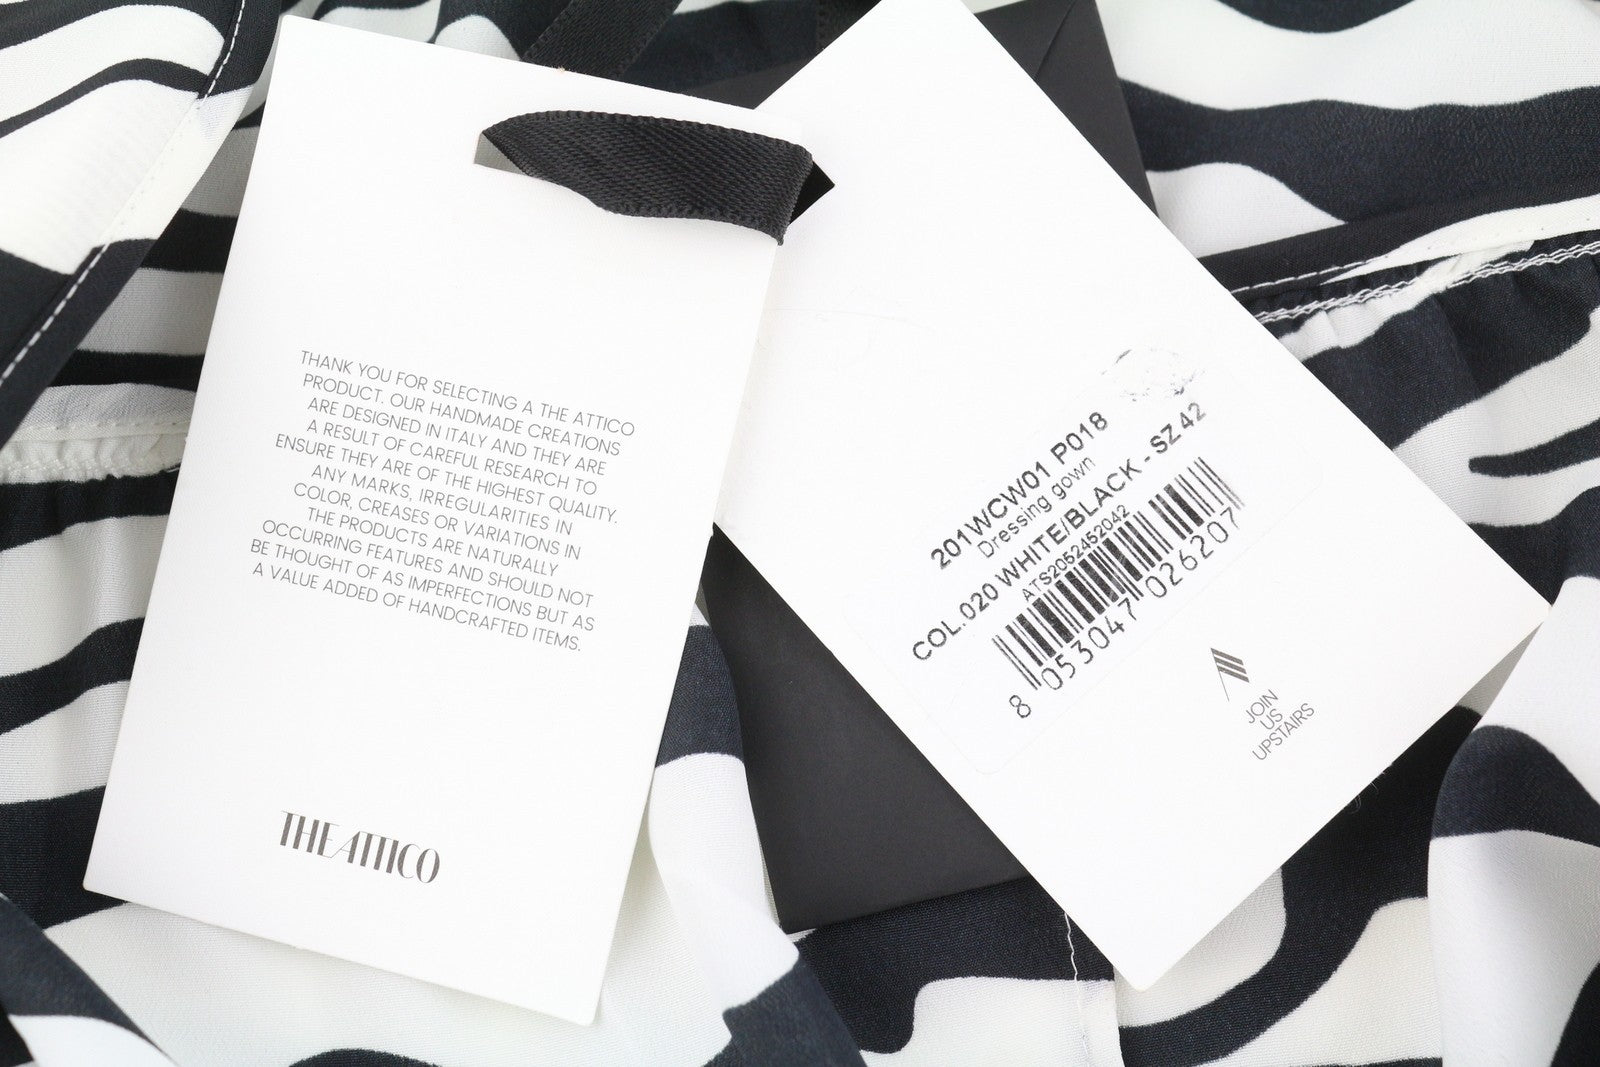 THANK YOU FOR SELECTING A THE ATTICO
PRODUCT. OUR HANDMADE CREATIONS
ARE DESIGNED IN ITALY AND THEY ARE
A RESULT OF CAREFUL RESEARCH TO
ENSURE THEY ARE OF THE HIGHEST QUALITY.
ANY MARKS, IRREGULARITIES IN
COLOR, CREASES OR VARIATIONS IN
THE PRODUCTS ARE NATURALLY
OCCURRING FEATURES AND SHOULD NOT
BE THOUGHT OF AS IMPERFECTIONS BUT AS
A VALUE ADDED OF HANDCRAFTED ITEMS.
THE ATTICO
201WCW01 P018
Dressing gown
COL.020 WHITE/BLACK - SZ 42
ATS2052452042
8 053047 026207
JOIN
US
UPSTAIRS